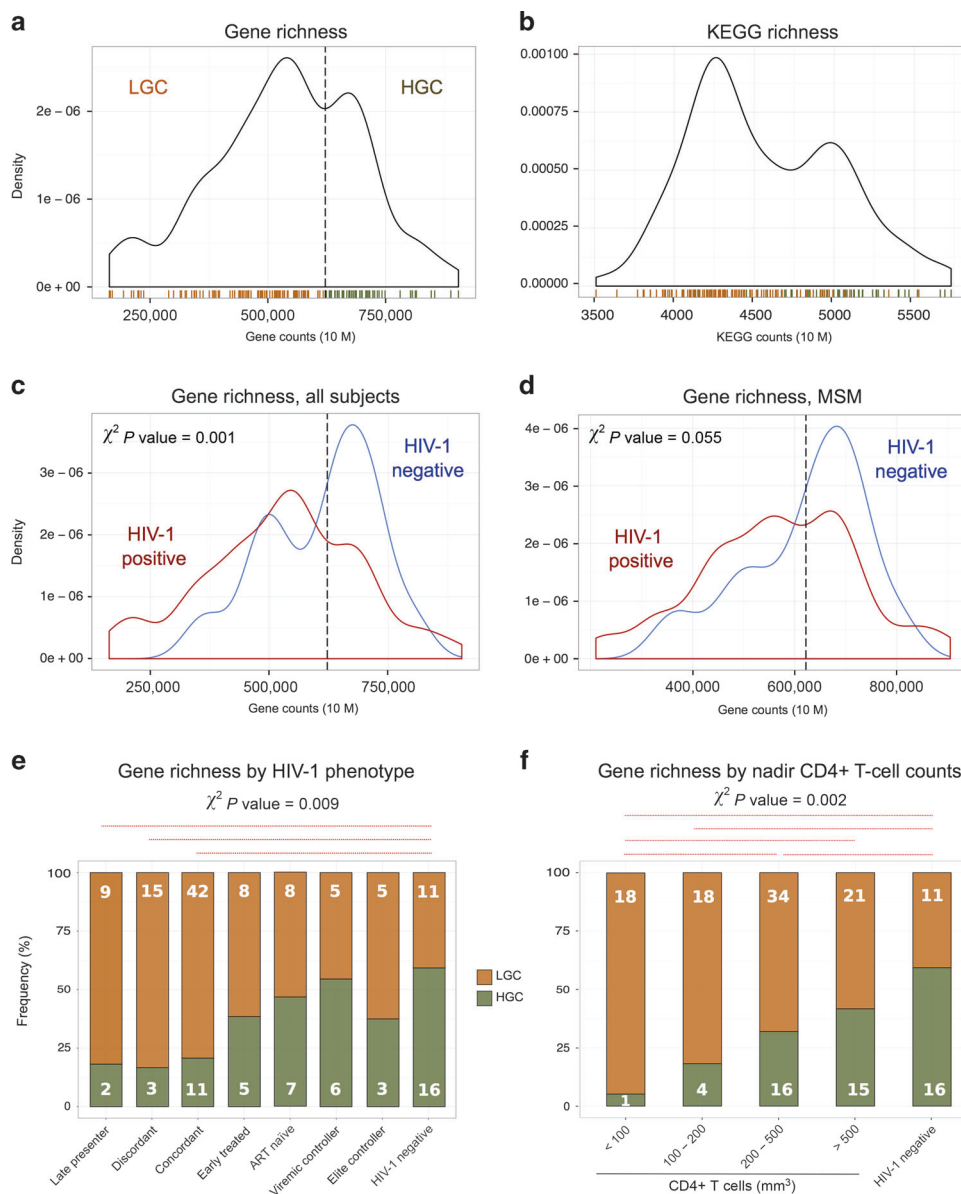 a
Gene richness
LGC
HGC
2e – 06
1e – 06
0e + 00
Density
250,000 500,000 750,000
Gene counts (10 M)
b
KEGG richness
0.00100
0.00075
0.00050
0.00025
0.00000
3500 4000 4500 5000 5500
KEGG counts (10 M)
c
Gene richness, all subjects
χ² P value = 0.001
HIV-1
negative
HIV-1
positive
3e – 06
2e – 06
1e – 06
0e + 00
Density
250,000 500,000 750,000
Gene counts (10 M)
d
Gene richness, MSM
χ² P value = 0.055
HIV-1
negative
HIV-1
positive
4e – 06
3e – 06
2e – 06
1e – 06
0e + 00
400,000 600,000 800,000
Gene counts (10 M)
e
Gene richness by HIV-1 phenotype
χ² P value = 0.009
100
75
50
25
0
Frequency (%)
9 15 42 8 8 5 5 11
2 3 11 5 7 6 3 16
Late presenter
Discordant
Concordant
Early treated
ART naïve
Viremic controller
Elite controller
HIV-1 negative
LGC
HGC
f
Gene richness by nadir CD4+ T-cell counts
χ² P value = 0.002
100
75
50
25
0
18 18 34 21 11
1 4 16 15 16
< 100
100 – 200
200 – 500
> 500
HIV-1 negative
CD4+ T cells (mm³)